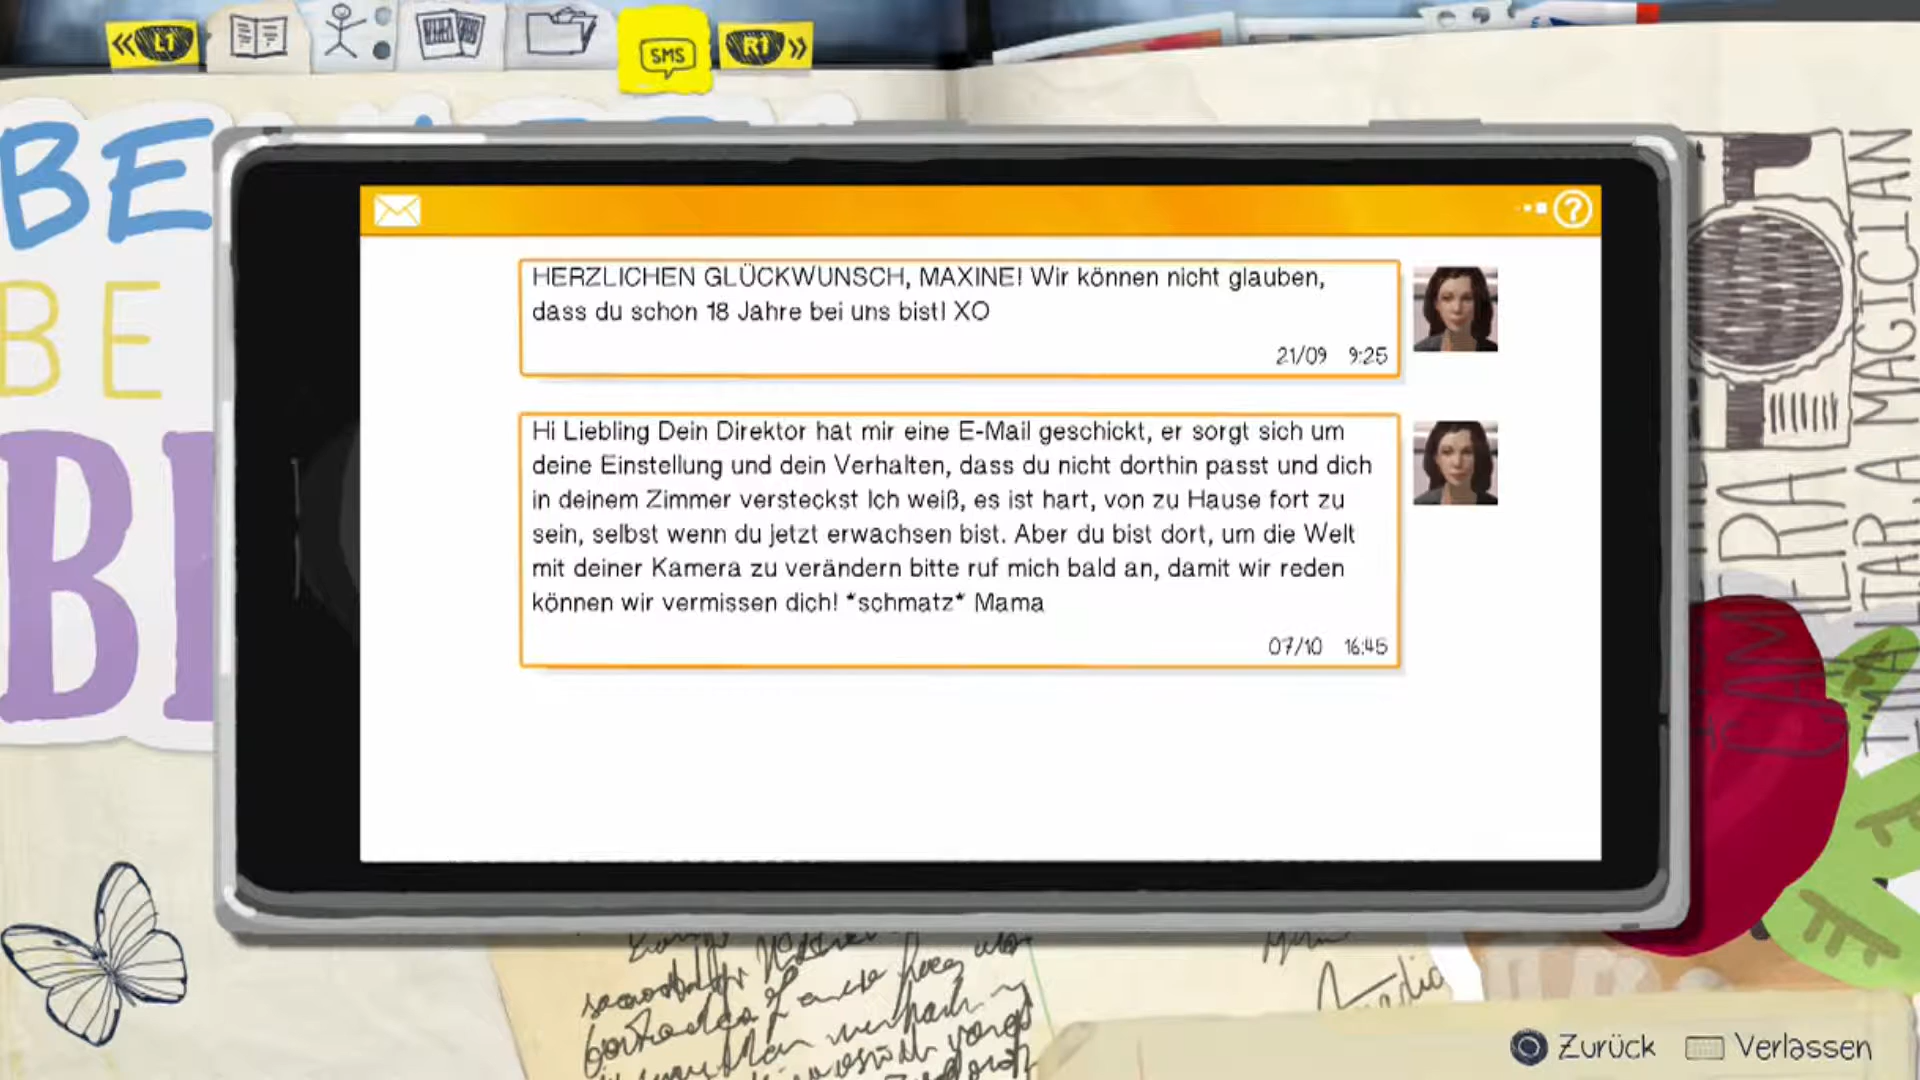 L1
SMS
R1
BE
BE
HERZLICHEN GLÜCKWUNSCH, MAXINE! Wir können nicht glauben,
dass du schon 18 Jahre bei uns bist! XO
21/09 9:25
Hi Liebling Dein Direktor hat mir eine E-Mail geschickt, er sorgt sich um
deine Einstellung und dein Verhalten, dass du nicht dorthin passt und dich
in deinem Zimmer versteckst Ich weiß, es ist hart, von zu Hause fort zu
sein, selbst wenn du jetzt erwachsen bist. Aber du bist dort, um die Welt
mit deiner Kamera zu verändern bitte ruf mich bald an, damit wir reden
können wir vermissen dich! *schmatz* Mama
07/10 16:45
MAGICIAN
Zurück
Verlassen